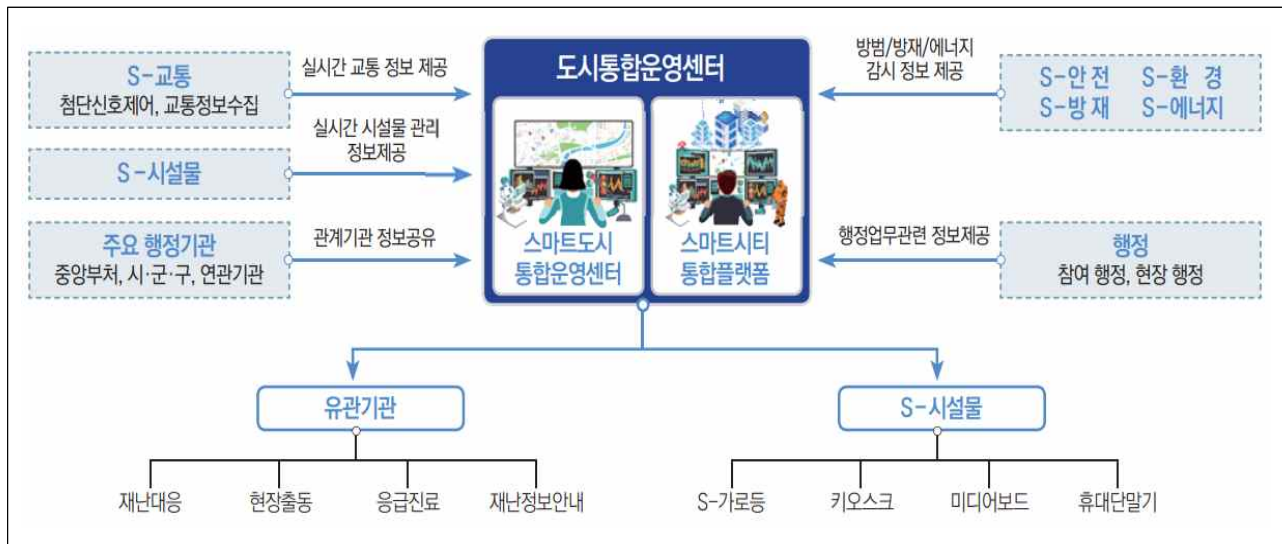 S-교통
첨단신호제어, 교통정보수집
실시간 교통 정보 제공
S-시설물
실시간 시설물 관리
정보제공
주요 행정기관
중앙부처, 시·군·구, 연관기관
관계기관 정보공유
도시통합운영센터
스마트도시
통합운영센터
스마트시티
통합플랫폼
방범/방재/에너지
감시 정보 제공
S-안전 S-환 경
S-방재 S-에너지
행정업무관련 정보제공
행정
참여 행정, 현장 행정
유관기관
재난대응 현장출동 응급진료 재난정보안내
S-시설물
S-가로등 키오스크 미디어보드 휴대단말기